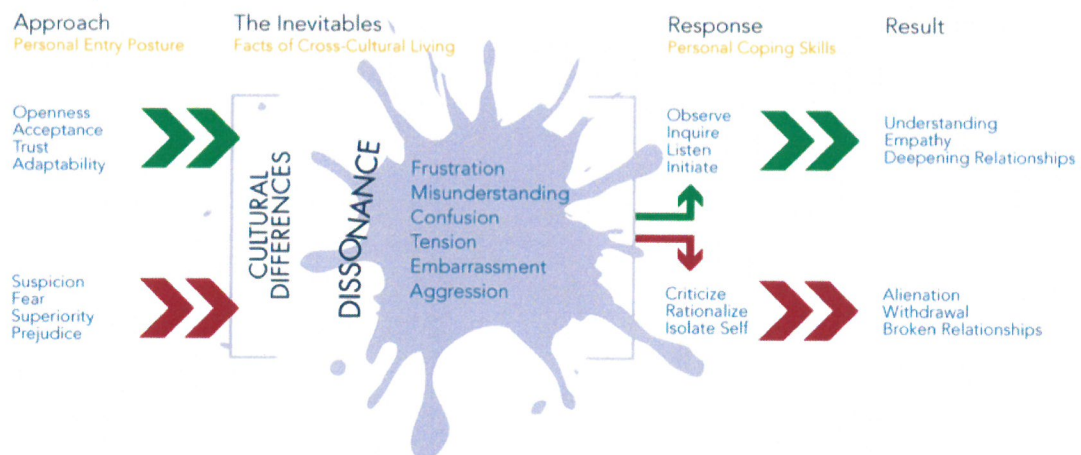 Approach
Personal Entry Posture
The Inevitables
Facts of Cross-Cultural Living
Response
Personal Coping Skills
Result
Openness
Acceptance
Trust
Adaptability
Suspicion
Fear
Superiority
Prejudice
CULTURAL
DIFFERENCES
DISSONANCE
Frustration
Misunderstanding
Confusion
Tension
Embarrassment
Aggression
Observe
Inquire
Listen
Initiate
Criticize
Rationalize
Isolate Self
Understanding
Empathy
Deepening Relationships
Alienation
Withdrawal
Broken Relationships